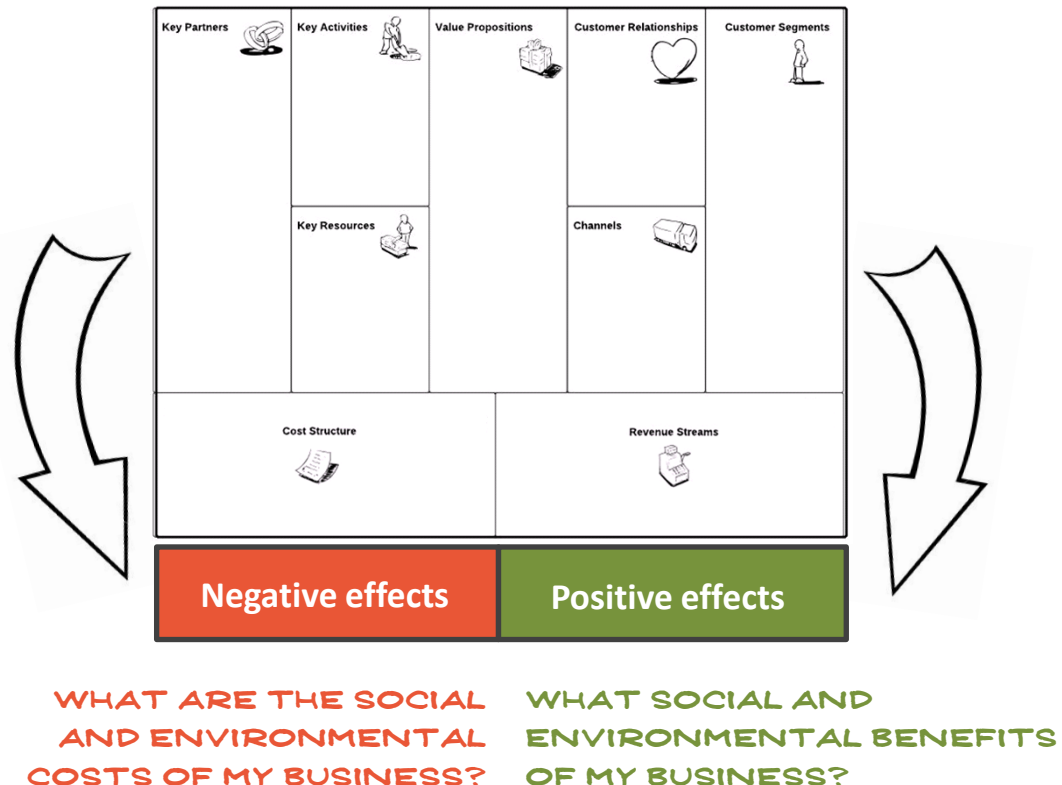 Key Partners
Key Activities
Value Propositions
Customer Relationships
Customer Segments
Key Resources
Channels
Cost Structure
Revenue Streams
Negative effects
Positive effects
WHAT ARE THE SOCIAL
AND ENVIRONMENTAL
COSTS OF MY BUSINESS?
WHAT SOCIAL AND
ENVIRONMENTAL BENEFITS
OF MY BUSINESS?